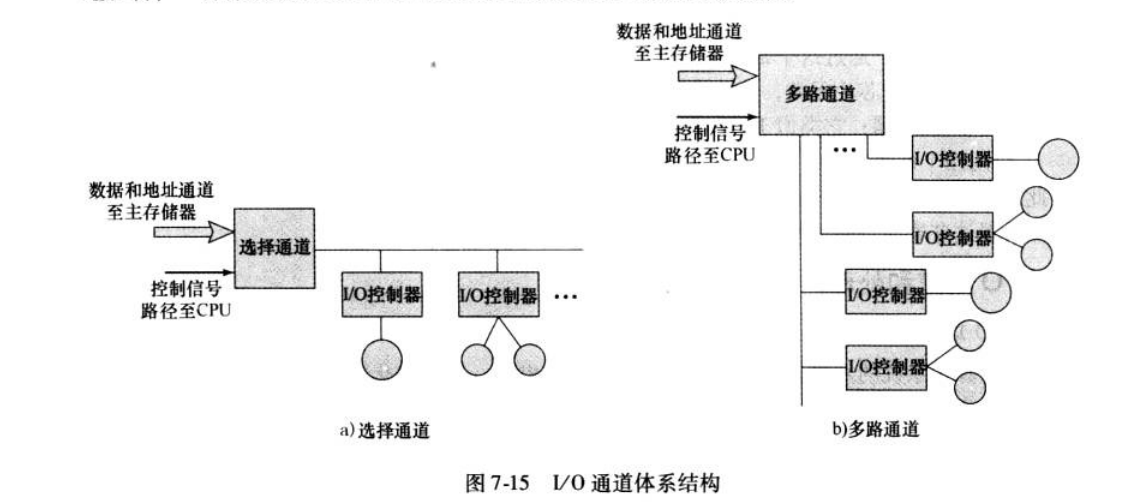 数据和地址通道
至主存储器
选择通道
控制信号
路径至CPU
I/O控制器
I/O控制器
…
a)选择通道
数据和地址通道
至主存储器
多路通道
控制信号
路径至CPU
…
I/O控制器
I/O控制器
I/O控制器
I/O控制器
b)多路通道
图 7-15 I/O 通道体系结构